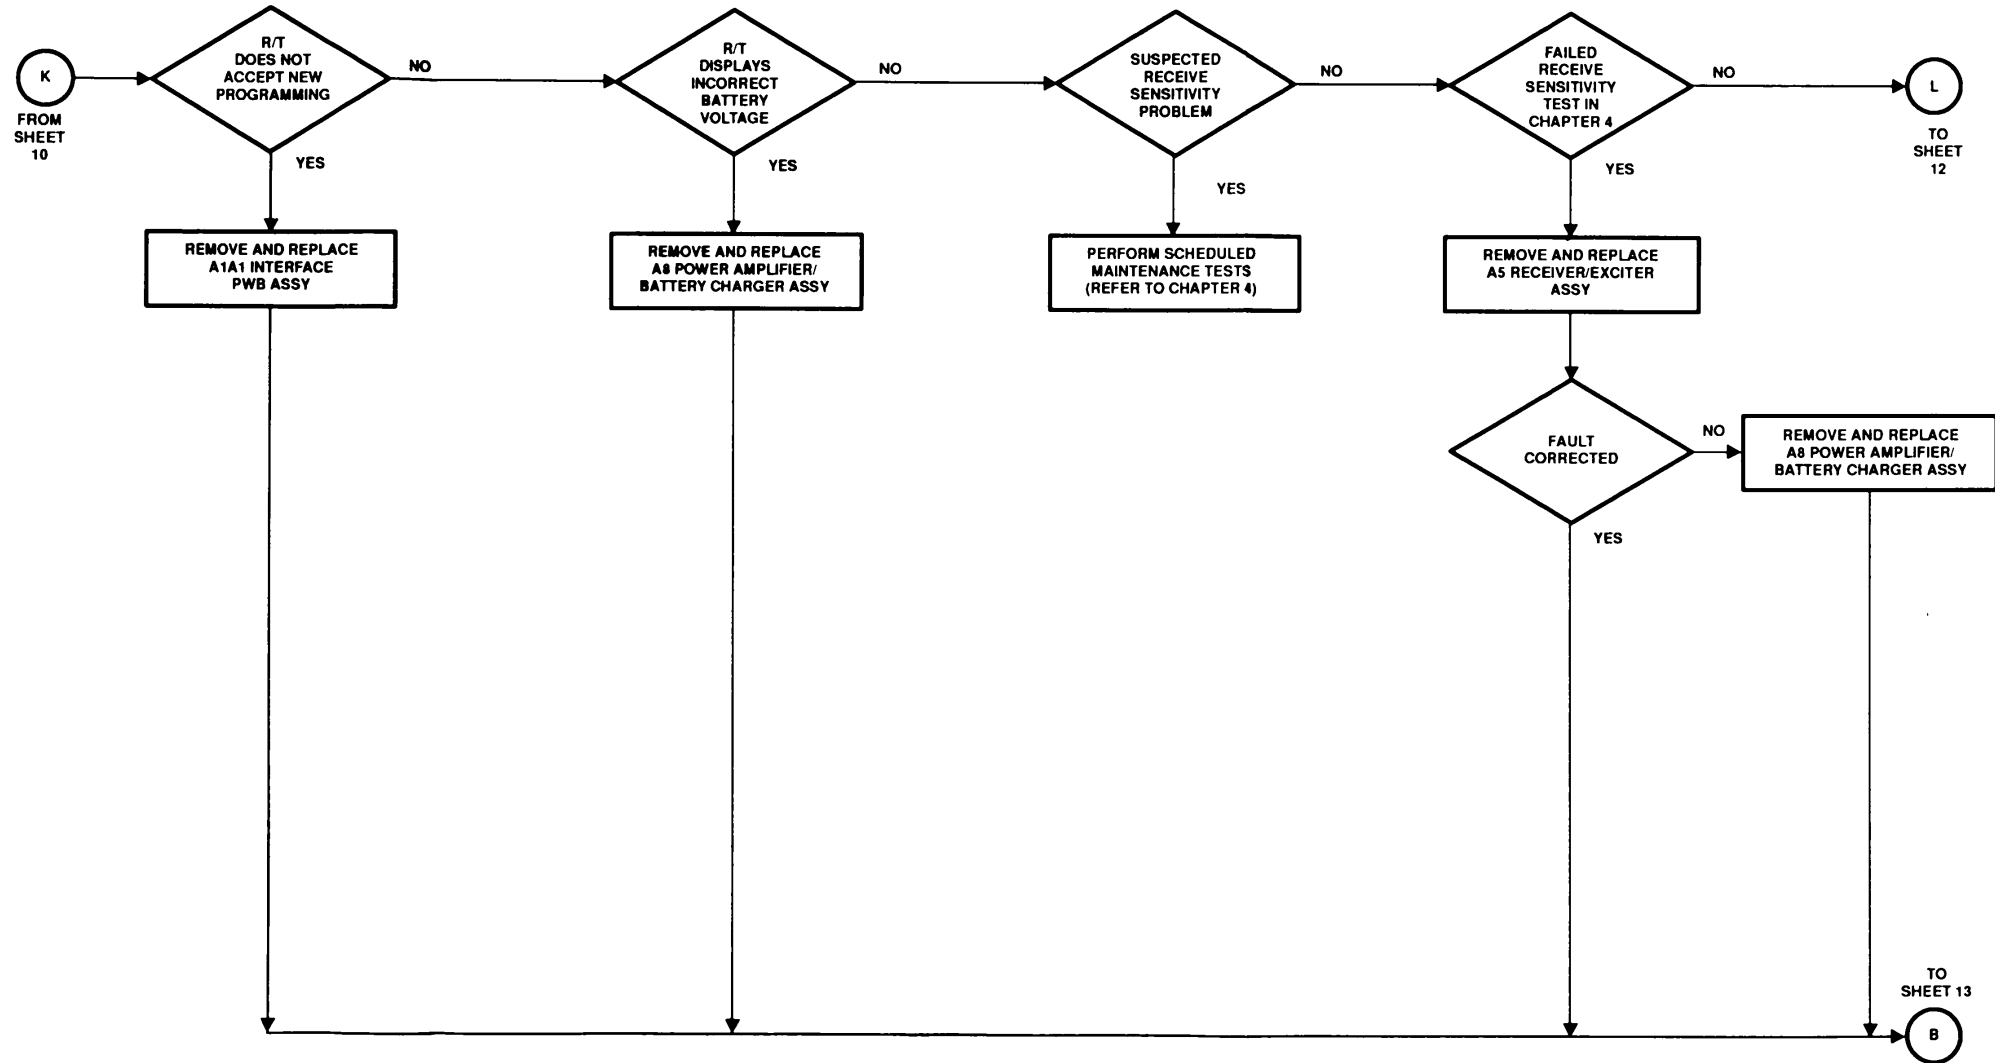 K
FROM
SHEET
10
R/T
DOES NOT
ACCEPT NEW
PROGRAMMING
NO
YES
REMOVE AND REPLACE
A1A1 INTERFACE
PWB ASSY
R/T
DISPLAYS
INCORRECT
BATTERY
VOLTAGE
NO
YES
REMOVE AND REPLACE
A8 POWER AMPLIFIER/
BATTERY CHARGER ASSY
SUSPECTED
RECEIVE
SENSITIVITY
PROBLEM
NO
YES
PERFORM SCHEDULED
MAINTENANCE TESTS
(REFER TO CHAPTER 4)
FAILED
RECEIVE
SENSITIVITY
TEST IN
CHAPTER 4
NO
YES
L
TO
SHEET
12
REMOVE AND REPLACE
A5 RECEIVER/EXCITER
ASSY
FAULT
CORRECTED
NO
YES
REMOVE AND REPLACE
A8 POWER AMPLIFIER/
BATTERY CHARGER ASSY
TO
SHEET 13
B